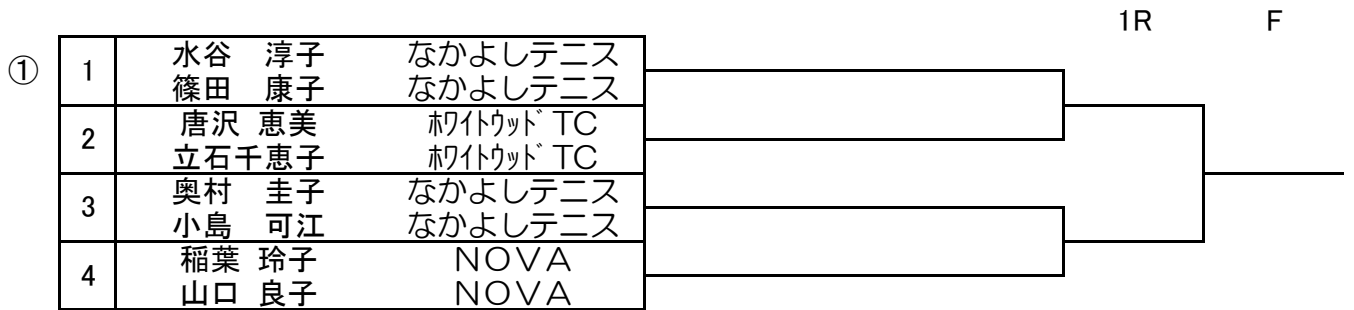 1R F
① 1 水谷 淳子 なかよしテニス
篠田 康子 なかよしテニス
2 唐沢 恵美 ﾎﾜｲﾄｳｯﾄﾞTC
立石千恵子 ﾎﾜｲﾄｳｯﾄﾞTC
3 奥村 圭子 なかよしテニス
小島 可江 なかよしテニス
4 稲葉 玲子 ＮＯＶＡ
山口 良子 ＮＯＶＡ